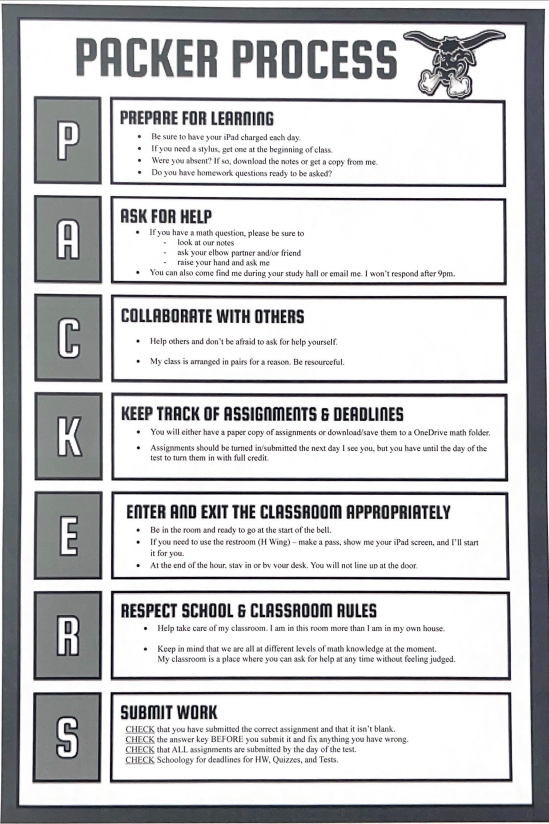 PACKER PROCESS
P
PREPARE FOR LEARNING
• Be sure to have your iPad charged each day.
• If you need a stylus, get one at the beginning of class.
• Were you absent? If so, download the notes or get a copy from me.
• Do you have homework questions ready to be asked?
A
ASK FOR HELP
• If you have a math question, please be sure to
- look at our notes
- ask your elbow partner and/or friend
- raise your hand and ask me
• You can also come find me during your study hall or email me. I won't respond after 9pm.
C
COLLABORATE WITH OTHERS
• Help others and don't be afraid to ask for help yourself.
• My class is arranged in pairs for a reason. Be resourceful.
K
KEEP TRACK OF ASSIGNMENTS & DEADLINES
• You will either have a paper copy of assignments or download/save them to a OneDrive math folder.
• Assignments should be turned in/submitted the next day I see you, but you have until the day of the
test to turn them in with full credit.
E
ENTER AND EXIT THE CLASSROOM APPROPRIATELY
• Be in the room and ready to go at the start of the bell.
• If you need to use the restroom (H Wing) – make a pass, show me your iPad screen, and I'll start
it for you.
• At the end of the hour, stay in or by your desk. You will not line up at the door.
R
RESPECT SCHOOL & CLASSROOM RULES
• Help take care of my classroom. I am in this room more than I am in my own house.
• Keep in mind that we are all at different levels of math knowledge at the moment.
My classroom is a place where you can ask for help at any time without feeling judged.
S
SUBMIT WORK
CHECK that you have submitted the correct assignment and that it isn't blank.
CHECK the answer key BEFORE you submit it and fix anything you have wrong.
CHECK that ALL assignments are submitted by the day of the test.
CHECK Schoology for deadlines for HW, Quizzes, and Tests.